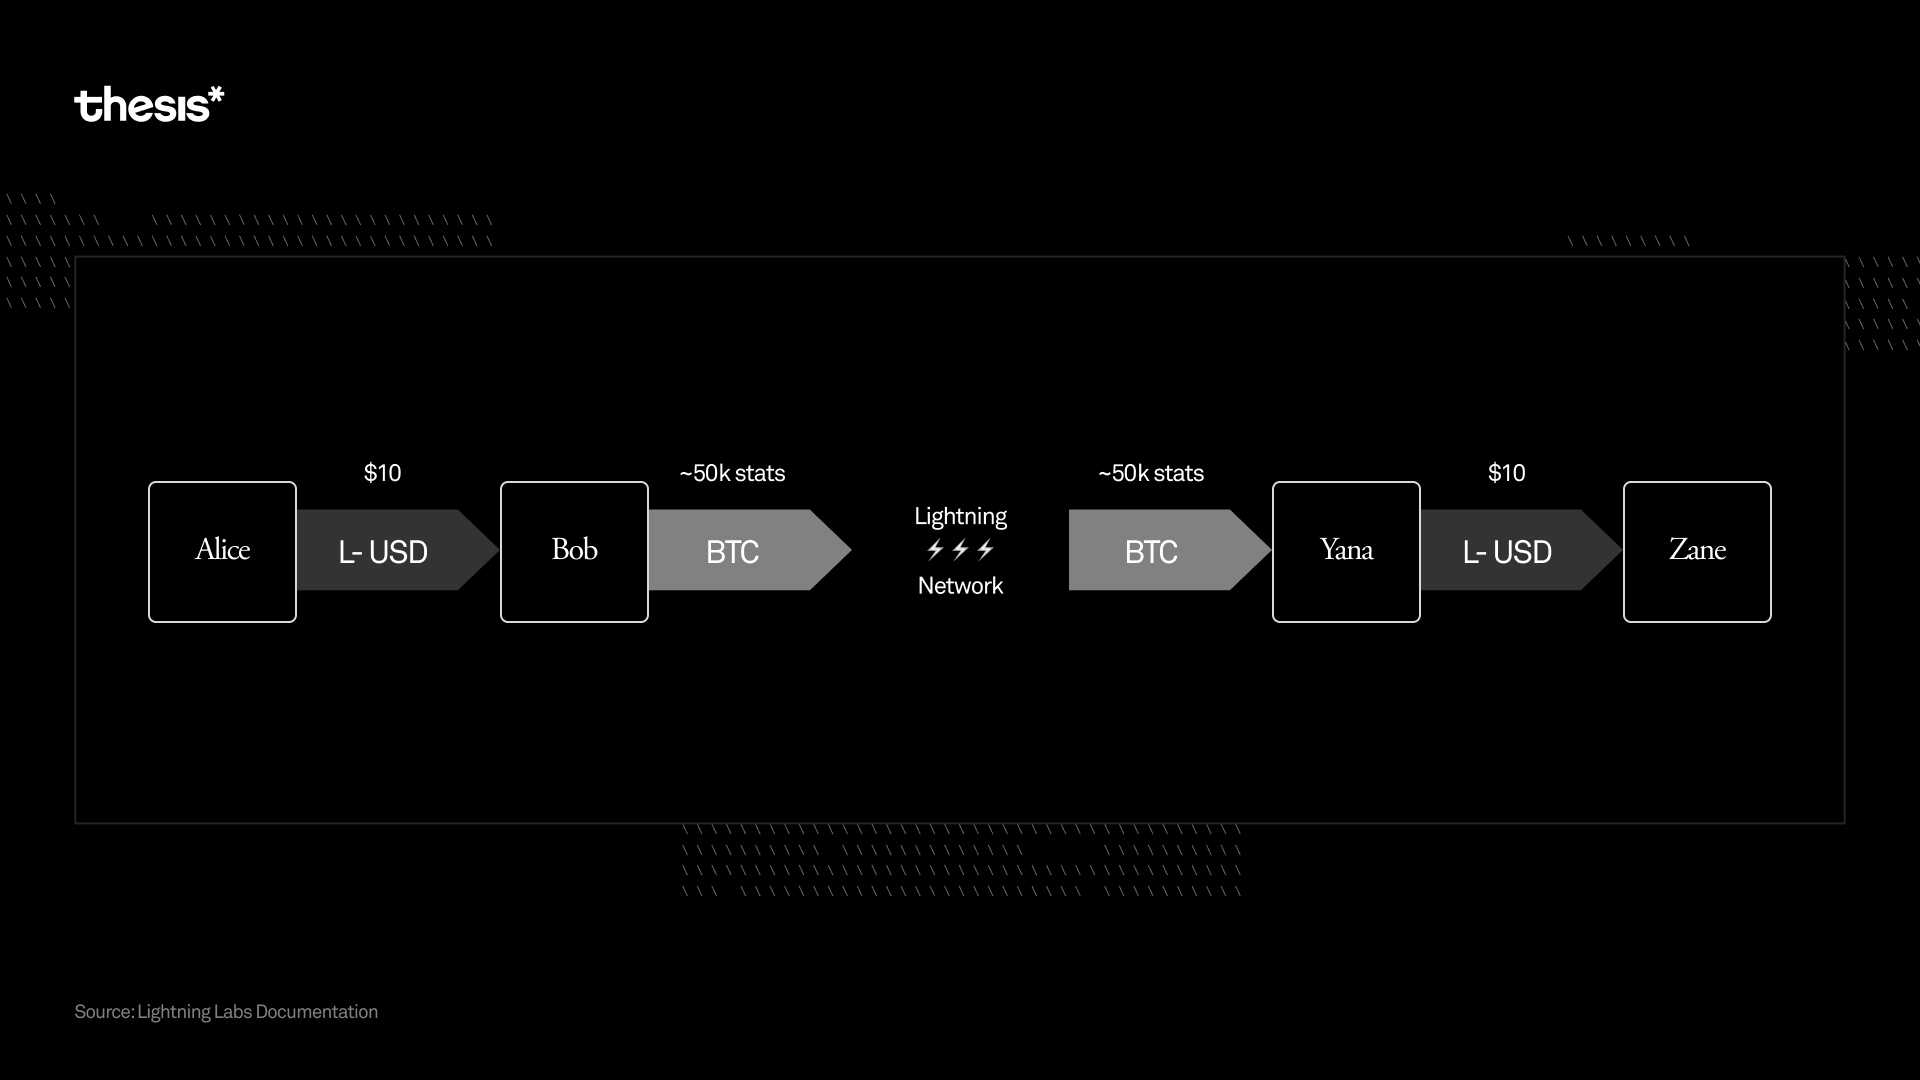 thesis*
$10
~50k stats
~50k stats
$10
Alice
L- USD
Bob
BTC
Lightning
Network
BTC
Yana
L- USD
Zane
Source: Lightning Labs Documentation